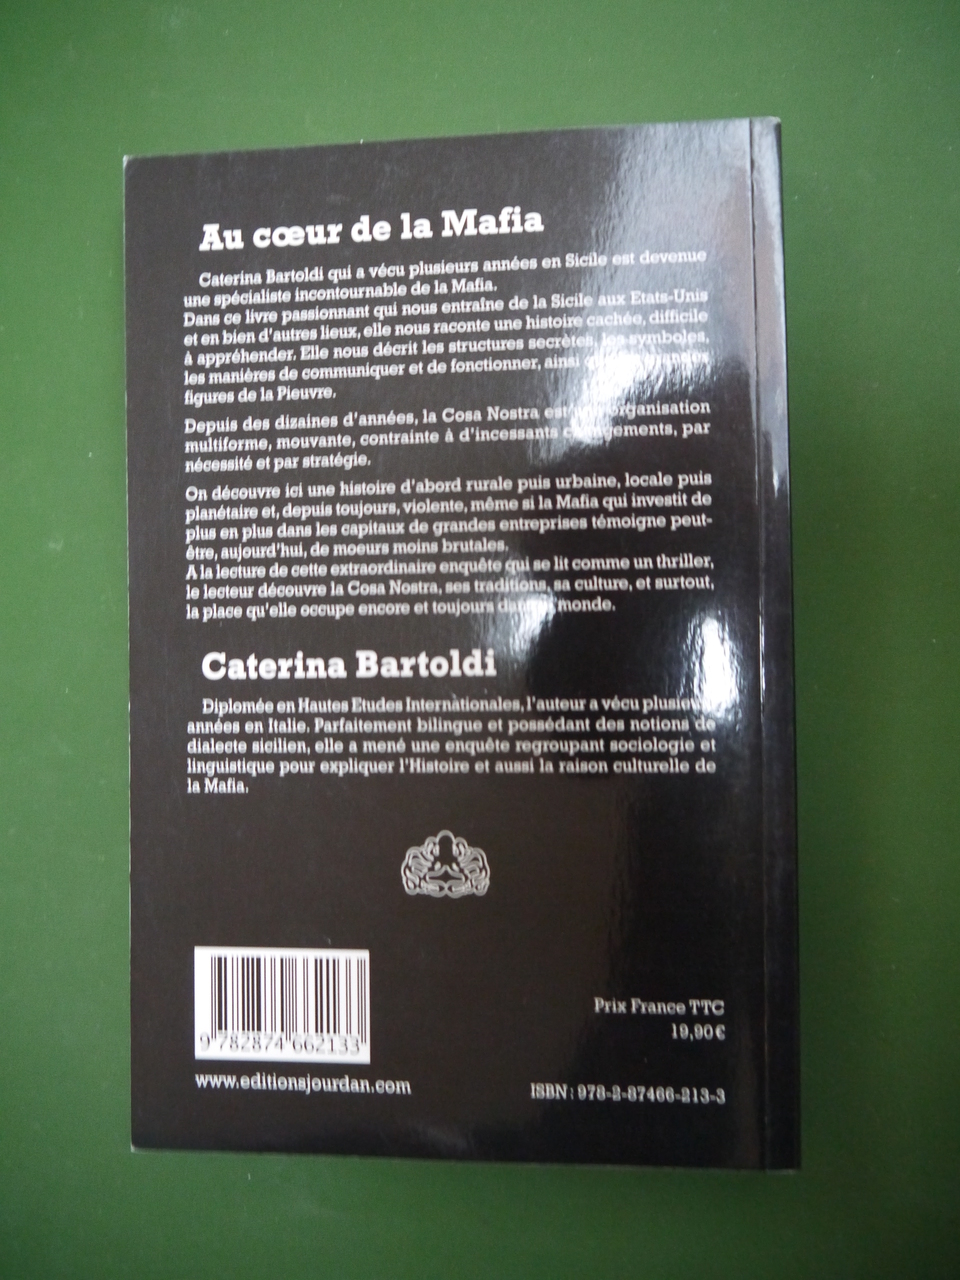 Au cœur de la Mafia
Caterina Bartoldi qui a vécu plusieurs années en Sicile est devenue
une spécialiste incontournable de la Mafia.
Dans ce livre passionnant qui nous entraîne de la Sicile aux Etats-Unis
et en bien d'autres lieux, elle nous raconte une histoire cachée, difficile
à appréhender. Elle nous décrit les structures secrètes, les symboles,
les manières de communiquer et de fonctionner, ainsi
figures de la Pieuvre.
Depuis des dizaines d'années, la Cosa Nostra est une organisation
multiforme, mouvante, contrainte à d'incessants changements, par
nécessité et par stratégie.
On découvre ici une histoire d'abord rurale puis urbaine, locale puis
planétaire et, depuis toujours, violente, même si la Mafia qui investit de
plus en plus dans les capitaux de grandes entreprises témoigne peut-
être, aujourd'hui, de moeurs moins brutales.
A la lecture de cette extraordinaire enquête qui se lit comme un thriller,
le lecteur découvre la Cosa Nostra, ses traditions, sa culture, et surtout,
la place qu'elle occupe encore et toujours dans le monde.
Caterina Bartoldi
Diplomée en Hautes Etudes Internationales, l'auteur a vécu plusieurs
années en Italie. Parfaitement bilingue et possédant des notions de
dialecte sicilien, elle a mené une enquête regroupant sociologie et
linguistique pour expliquer l'Histoire et aussi la raison culturelle de
la Mafia.
9 782874 662133
www.editionsjourdan.com
Prix France TTC
19,90€
ISBN : 978-2-87466-213-3